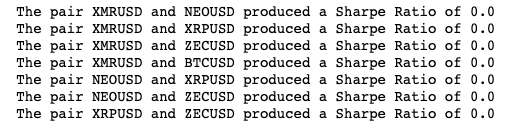 The pair XMRUSD and NEOUSD produced a Sharpe Ratio of 0.0
The pair XMRUSD and XRPUSD produced a Sharpe Ratio of 0.0
The pair XMRUSD and ZECUSD produced a Sharpe Ratio of 0.0
The pair XMRUSD and BTCUSD produced a Sharpe Ratio of 0.0
The pair NEOUSD and XRPUSD produced a Sharpe Ratio of 0.0
The pair NEOUSD and ZECUSD produced a Sharpe Ratio of 0.0
The pair XRPUSD and ZECUSD produced a Sharpe Ratio of 0.0